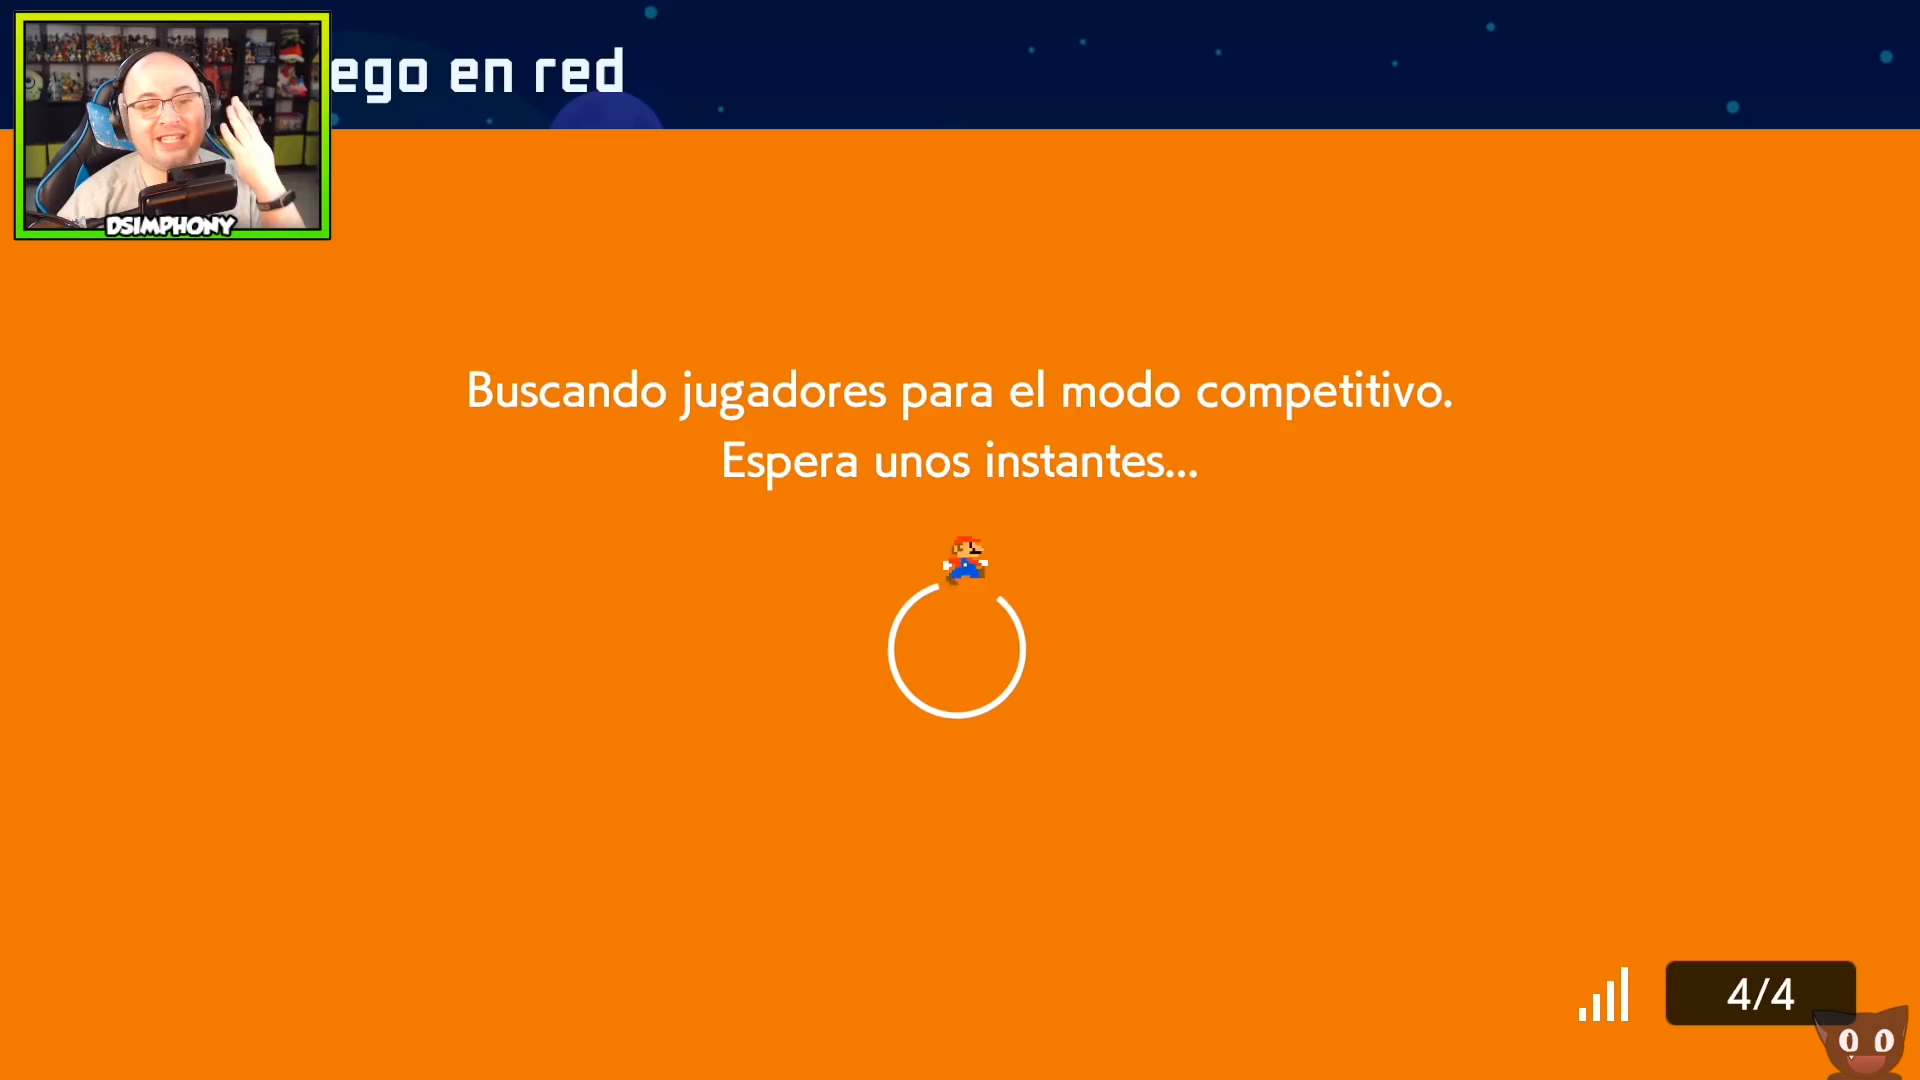 ego en red
DSIMPHONY
Buscando jugadores para el modo competitivo.
Espera unos instantes...
4/4